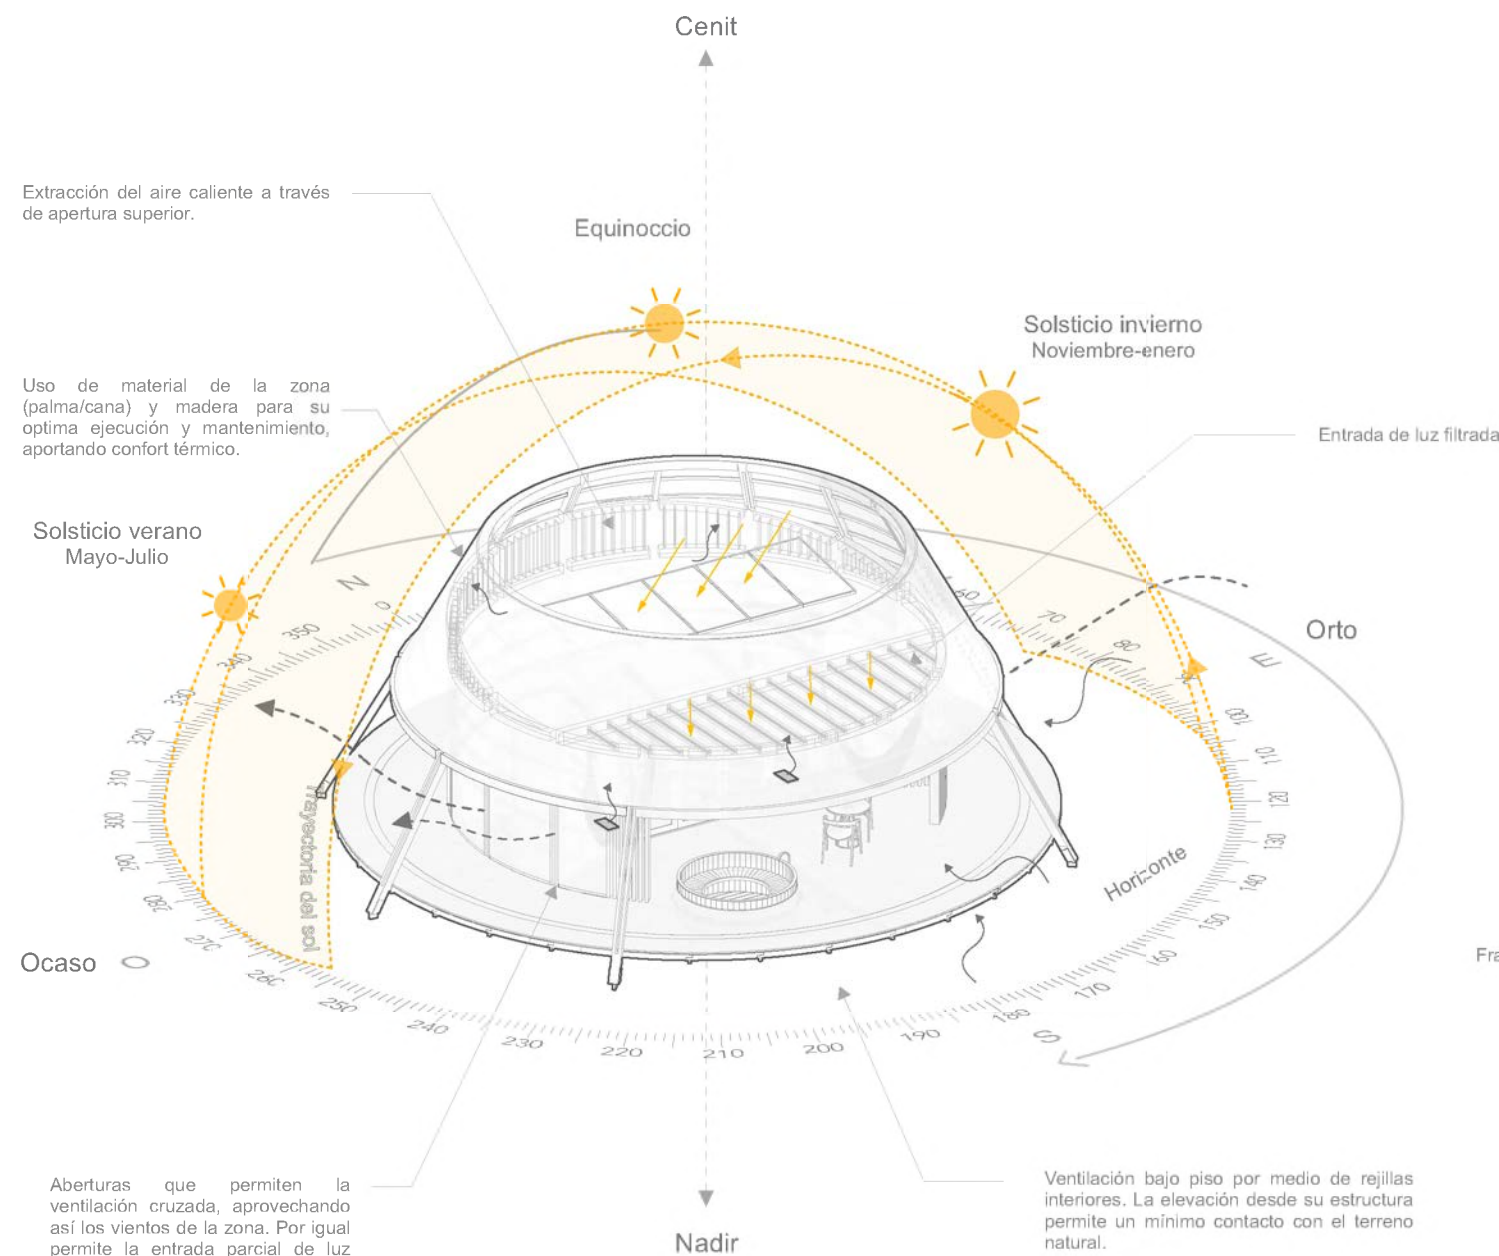 Cenit
Extracción del aire caliente a través
de apertura superior.
Equinoccio
Solsticio invierno
Noviembre-enero
Uso de material de la zona
(palma/cana) y madera para su
optima ejecución y mantenimiento,
aportando confort térmico.
Entrada de luz filtrada
Solsticio verano
Mayo-Julio
N
0
350
340
330
320
310
300
290
280
270
260
250
240
230
220
210
200
190
180
170
160
150
140
130
120
110
100
80
70
60
E
S
Orto
Trayectoria del sol
Horizonte
Ocaso
Fra
Aberturas que permiten la
ventilación cruzada, aprovechando
así los vientos de la zona. Por igual
permite la entrada parcial de luz
Ventilación bajo piso por medio de rejillas
interiores. La elevación desde su estructura
permite un mínimo contacto con el terreno
natural.
Nadir